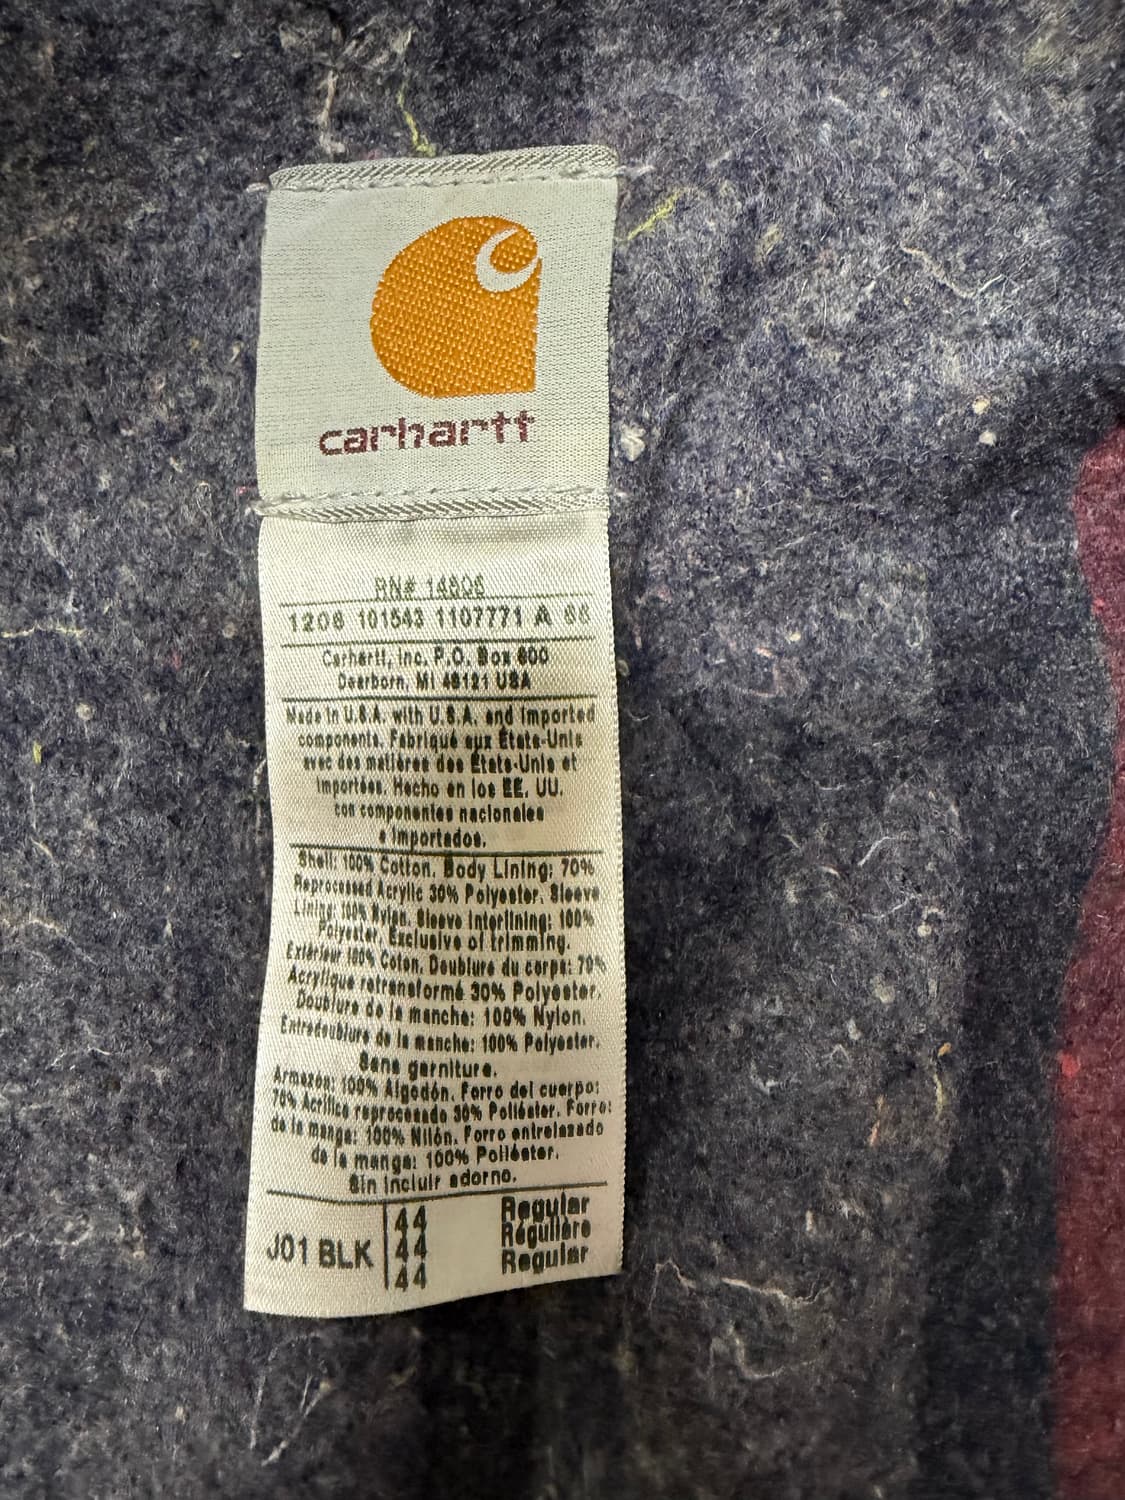 carhartt
RN# 14806
1208 101543 1107771 A 66
Carhartt, Inc. P.O. Box 600
Dearborn, MI 48121 USA
Made in U.S.A. with U.S.A. and imported
components. Fabriqué aux États-Unis
avec des matières des États-Unis et
importées. Hecho en los EE. UU.
con componentes nacionales
e importados.
Shell: 100% Cotton. Body Lining: 70%
Reprocessed Acrylic 30% Polyester. Sleeve
Lining: 100% Nylon. Sleeve Interlining: 100%
Polyester, Exclusive of trimming.
Extérieur 100% Coton. Doublure du corps: 70%
Acrylique retransformé 30% Polyester.
Doublure de la manche: 100% Nylon.
Entredoublure de la manche: 100% Polyester.
Sans garniture.
Armazón: 100% Algodón. Forro del cuerpo:
70% Acrílico reprocesado 30% Poliéster. Forro:
de la manga: 100% Nilón. Forro entrelazado
de la manga: 100% Poliéster.
Sin incluir adorno.
44 Regular
J01 BLK 44 Régulière
44 Regular